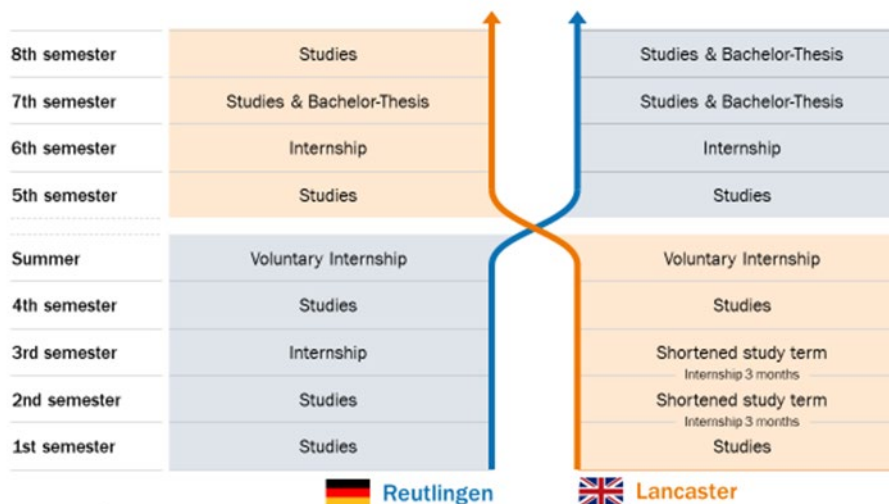 8th semester Studies Studies & Bachelor-Thesis
7th semester Studies & Bachelor-Thesis Studies & Bachelor-Thesis
6th semester Internship Internship
5th semester Studies Studies
Summer Voluntary Internship Voluntary Internship
4th semester Studies Studies
3rd semester Internship Shortened study term
Internship 3 months
2nd semester Studies Shortened study term
Internship 3 months
1st semester Studies Studies
Reutlingen Lancaster